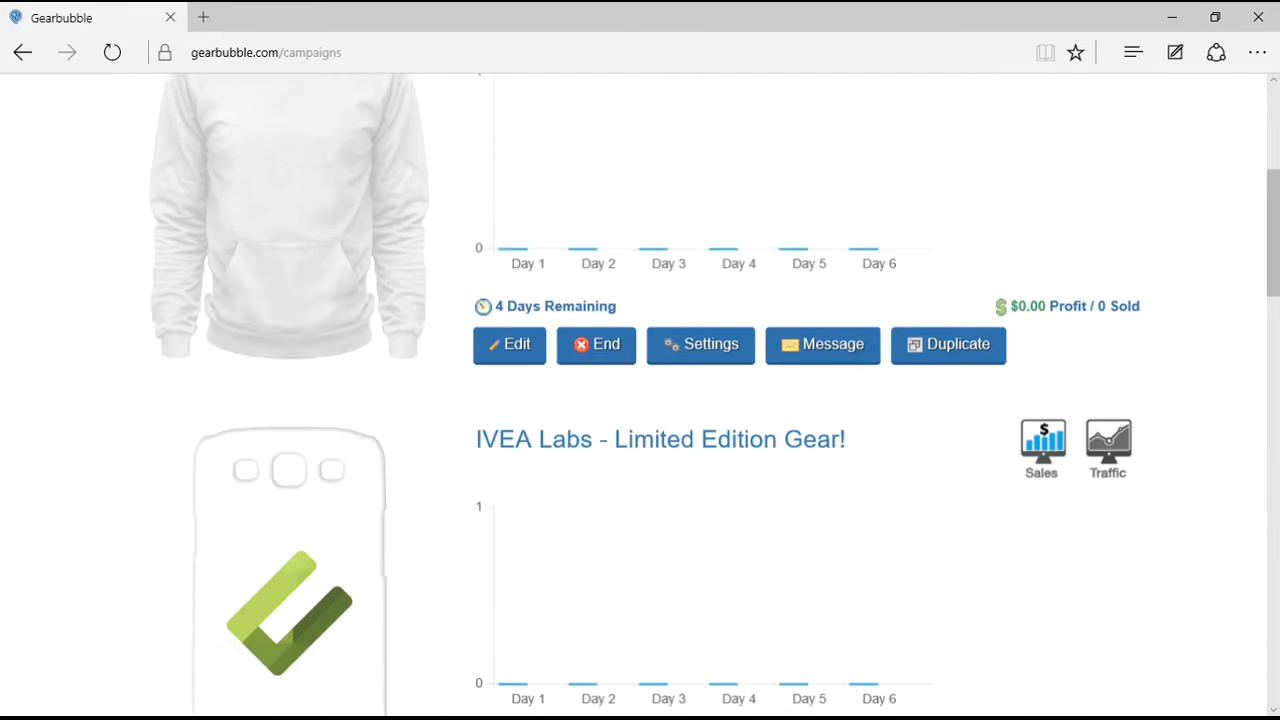 Gearbubble
gearbubble.com/campaigns
0
Day 1 Day 2 Day 3 Day 4 Day 5 Day 6
4 Days Remaining
$0.00 Profit / 0 Sold
Edit End Settings Message Duplicate
IVEA Labs - Limited Edition Gear!
$
Sales Traffic
1
0
Day 1 Day 2 Day 3 Day 4 Day 5 Day 6